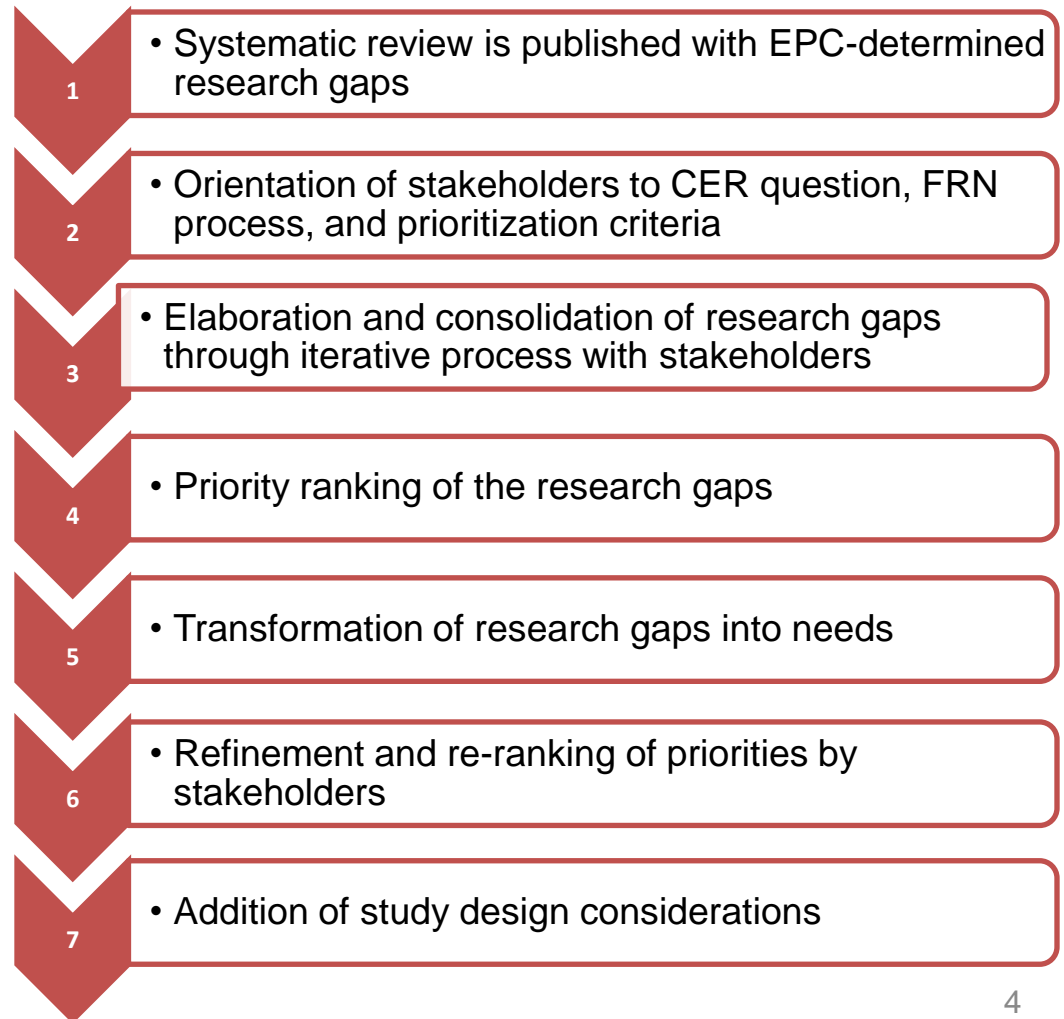 1
• Systematic review is published with EPC-determined
research gaps
2
• Orientation of stakeholders to CER question, FRN
process, and prioritization criteria
3
• Elaboration and consolidation of research gaps
through iterative process with stakeholders
4
• Priority ranking of the research gaps
5
• Transformation of research gaps into needs
6
• Refinement and re-ranking of priorities by
stakeholders
7
• Addition of study design considerations
4